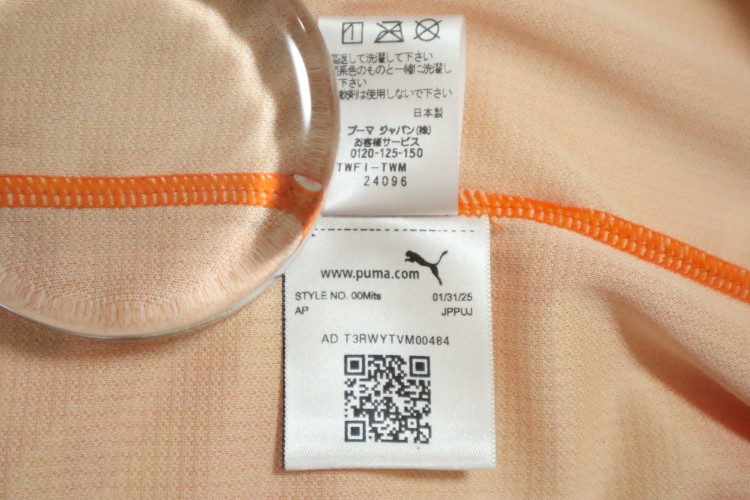 返して洗濯して下さい
系色のものと一緒に洗濯し
下さい
軟剤は使用しないで下さい
日本製
プーマ ジャパン(株)
お客様サービス
0120-125-150
TWFI-TWM
24096
www.puma.com
STYLE NO. 00Mits 01/31/25
AP JPPUJ
AD T3RWYTVM00484